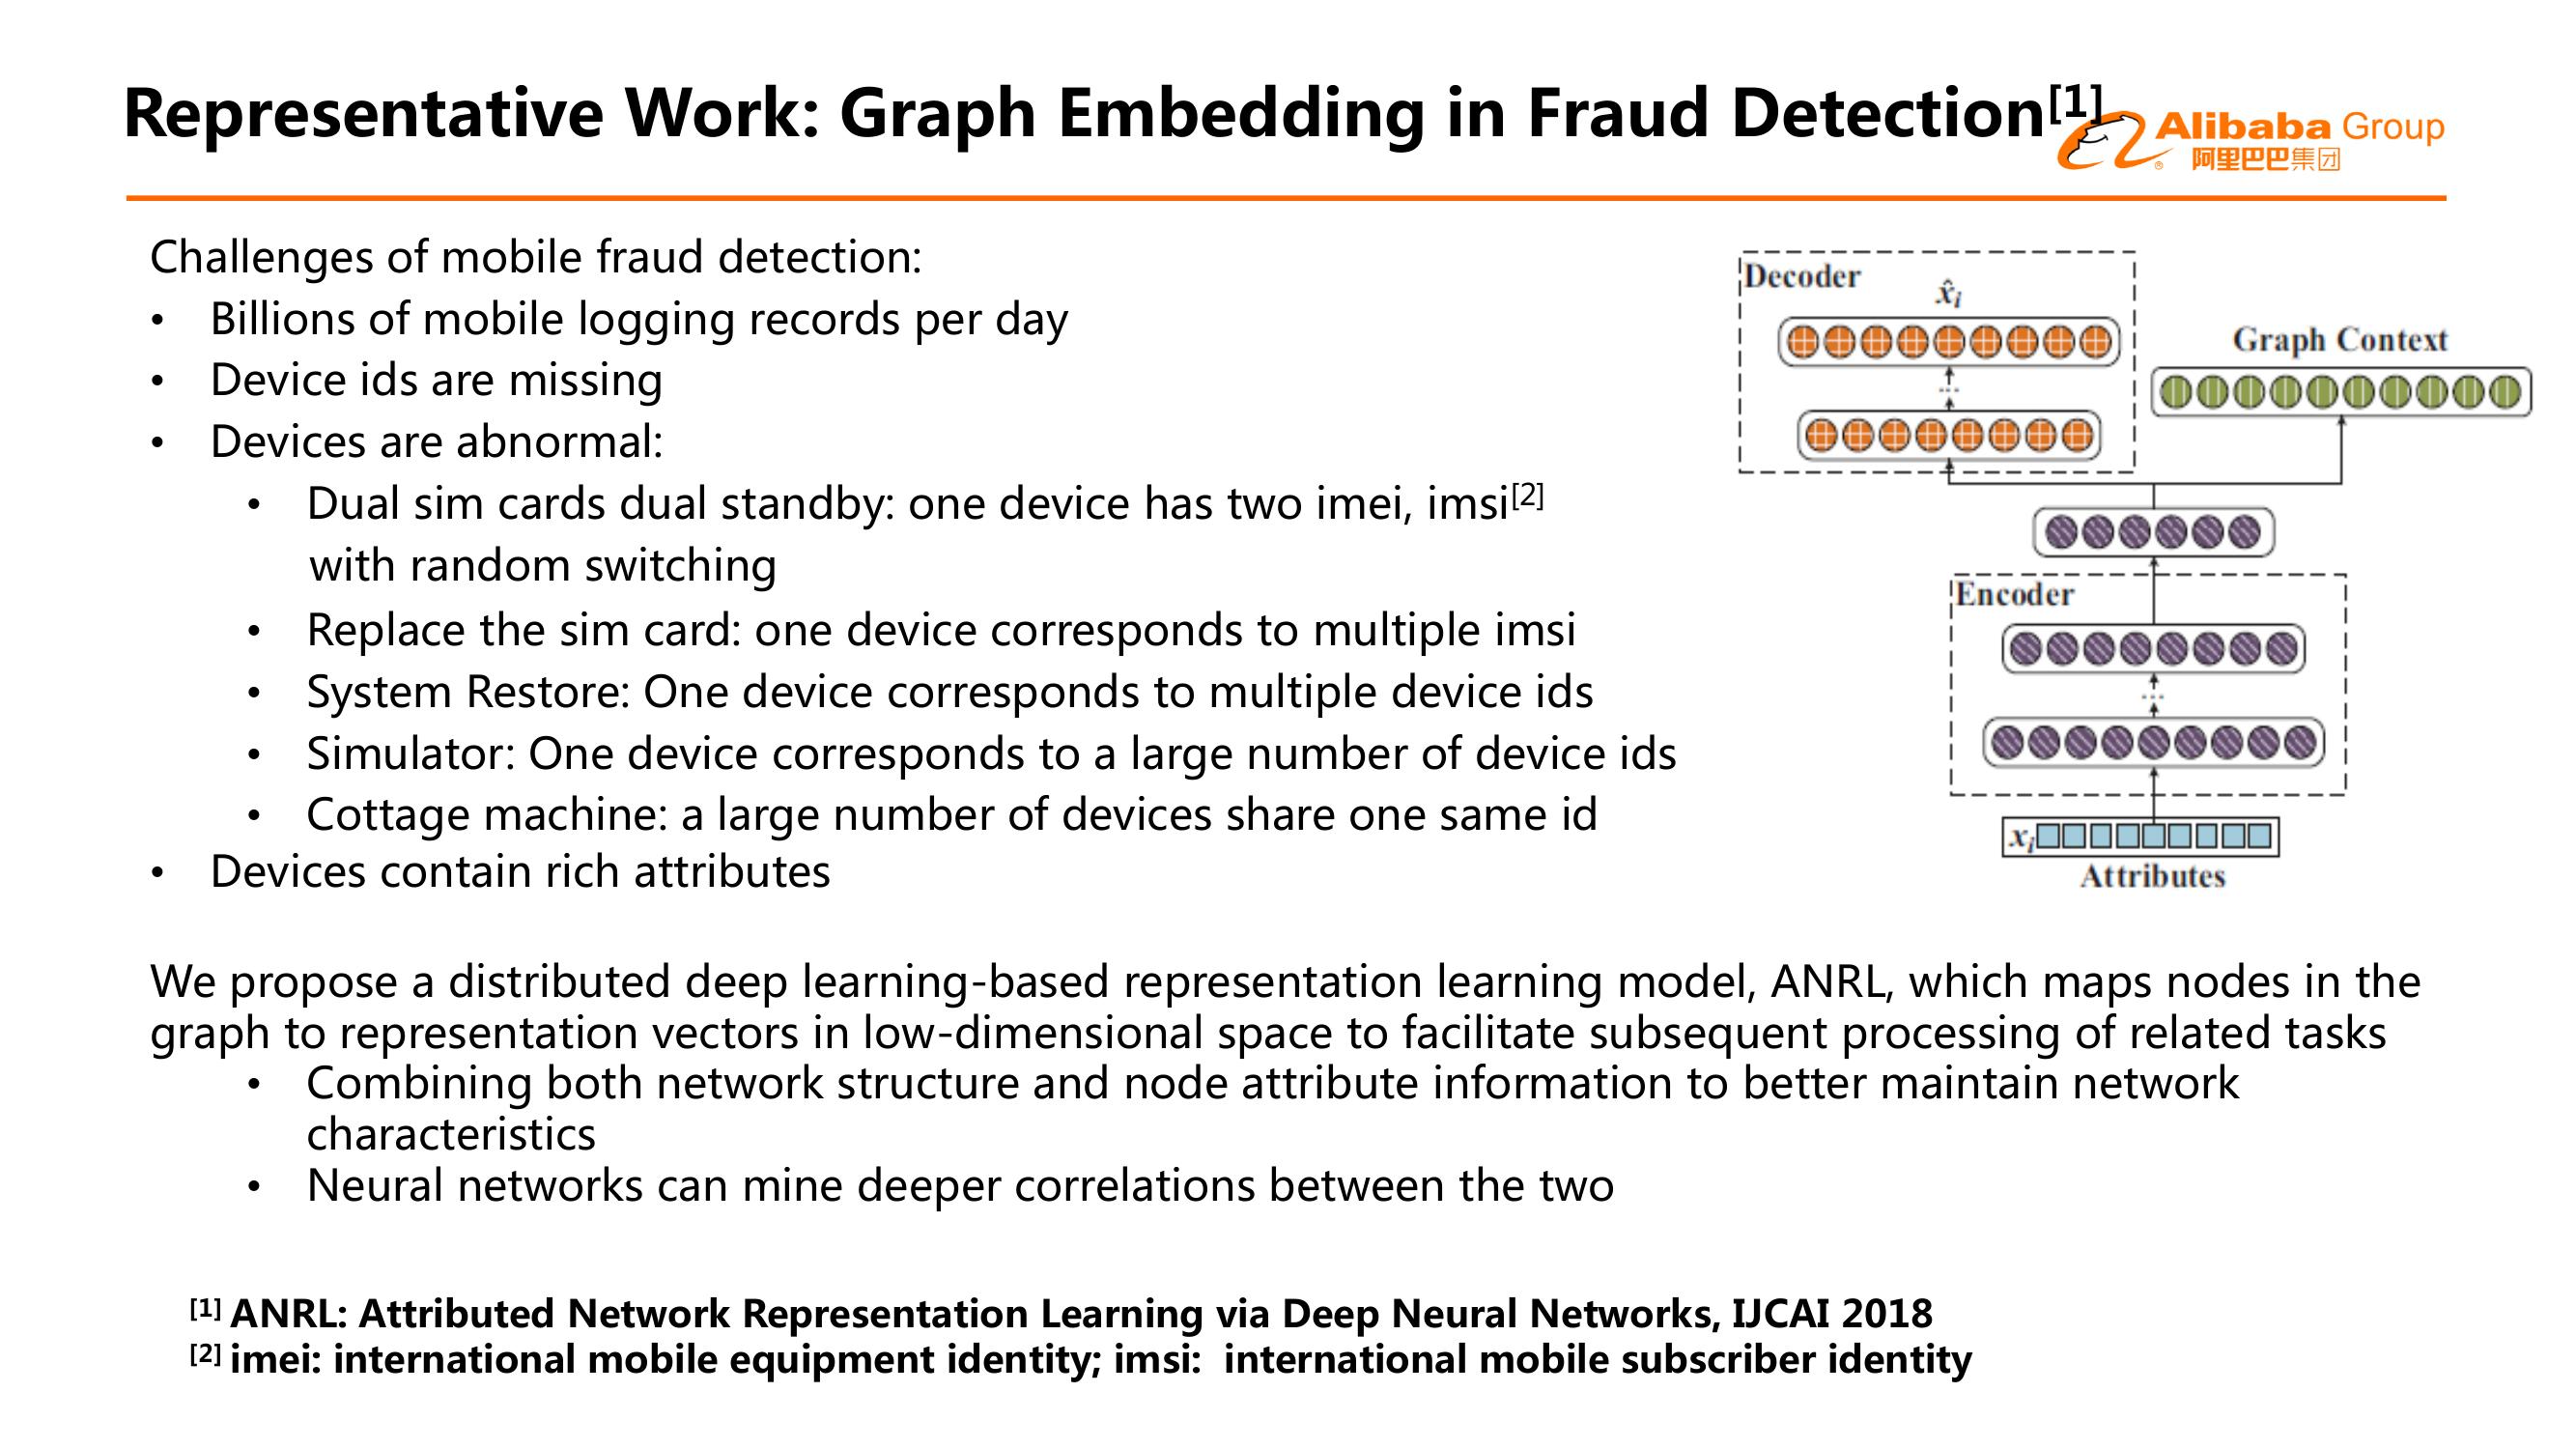 Representative Work: Graph Embedding in Fraud Detection[1]
Alibaba Group
阿里巴巴集团
®
Challenges of mobile fraud detection:
• Billions of mobile logging records per day
• Device ids are missing
• Devices are abnormal:
• Dual sim cards dual standby: one device has two imei, imsi[2]
with random switching
• Replace the sim card: one device corresponds to multiple imsi
• System Restore: One device corresponds to multiple device ids
• Simulator: One device corresponds to a large number of device ids
• Cottage machine: a large number of devices share one same id
• Devices contain rich attributes
Decoder
x̂i
...
Graph Context
Encoder
...
xi
Attributes
We propose a distributed deep learning-based representation learning model, ANRL, which maps nodes in the
graph to representation vectors in low-dimensional space to facilitate subsequent processing of related tasks
• Combining both network structure and node attribute information to better maintain network
characteristics
• Neural networks can mine deeper correlations between the two
[1] ANRL: Attributed Network Representation Learning via Deep Neural Networks, IJCAI 2018
[2] imei: international mobile equipment identity; imsi: international mobile subscriber identity